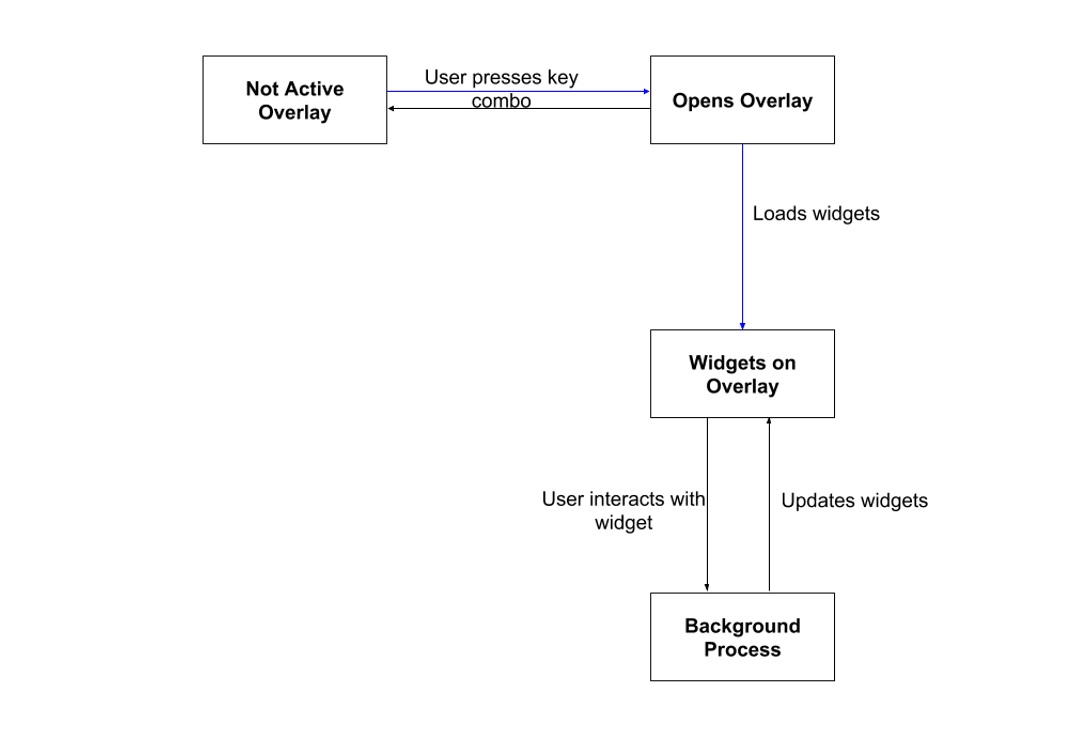 Not Active
Overlay
User presses key
combo
Opens Overlay
Loads widgets
Widgets on
Overlay
User interacts with
widget
Updates widgets
Background
Process